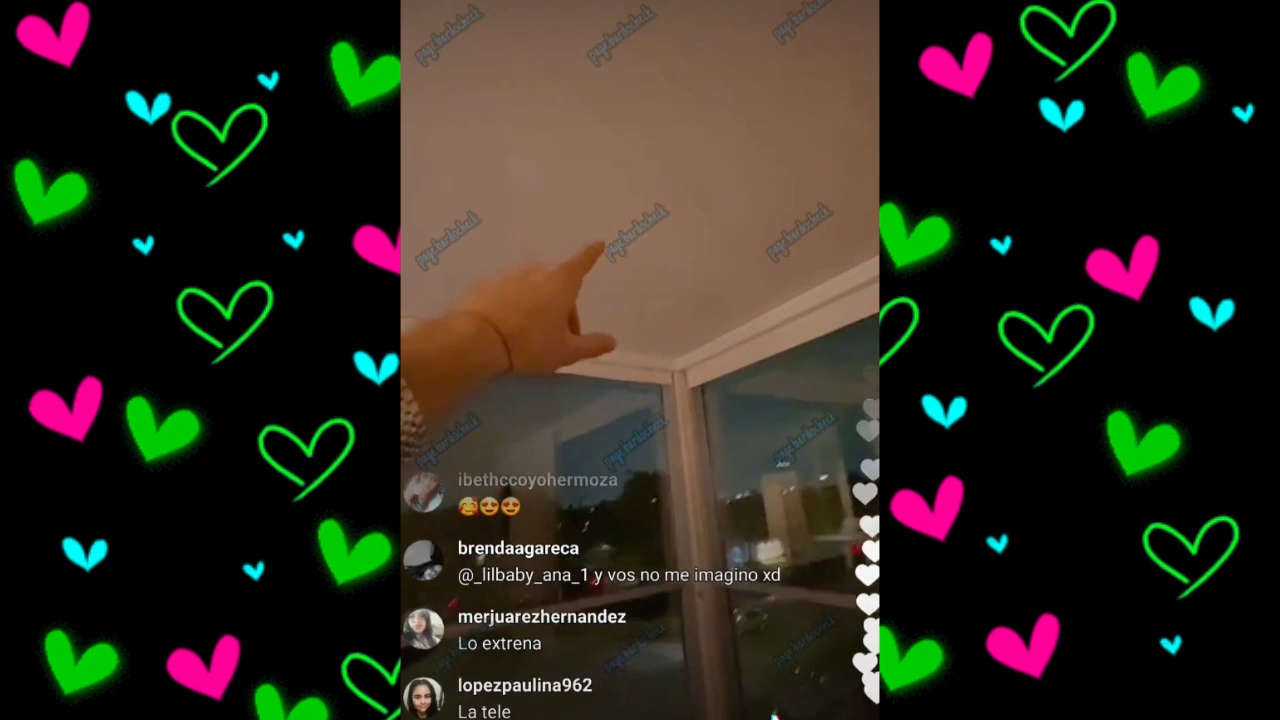 ibethccoyohermoza
🥰😍😍
brendaagareca
@_lilbaby_ana_1 y vos no me imagino xd
merjuarezhernandez
Lo extrena
lopezpaulina962
La tele